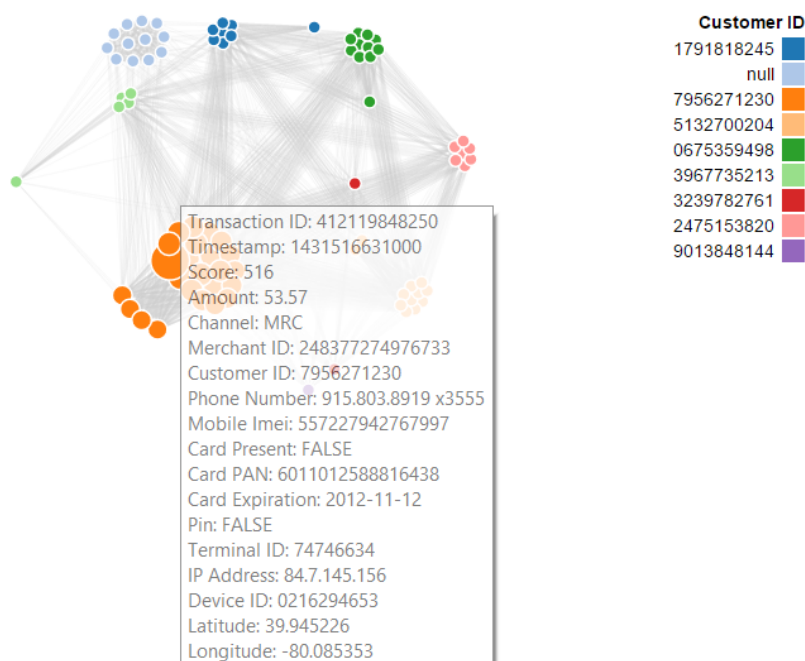 Customer ID
1791818245
null
7956271230
5132700204
0675359498
3967735213
3239782761
2475153820
9013848144
Transaction ID: 412119848250
Timestamp: 1431516631000
Score: 516
Amount: 53.57
Channel: MRC
Merchant ID: 248377274976733
Customer ID: 7956271230
Phone Number: 915.803.8919 x3555
Mobile Imei: 557227942767997
Card Present: FALSE
Card PAN: 6011012588816438
Card Expiration: 2012-11-12
Pin: FALSE
Terminal ID: 74746634
IP Address: 84.7.145.156
Device ID: 0216294653
Latitude: 39.945226
Longitude: -80.085353